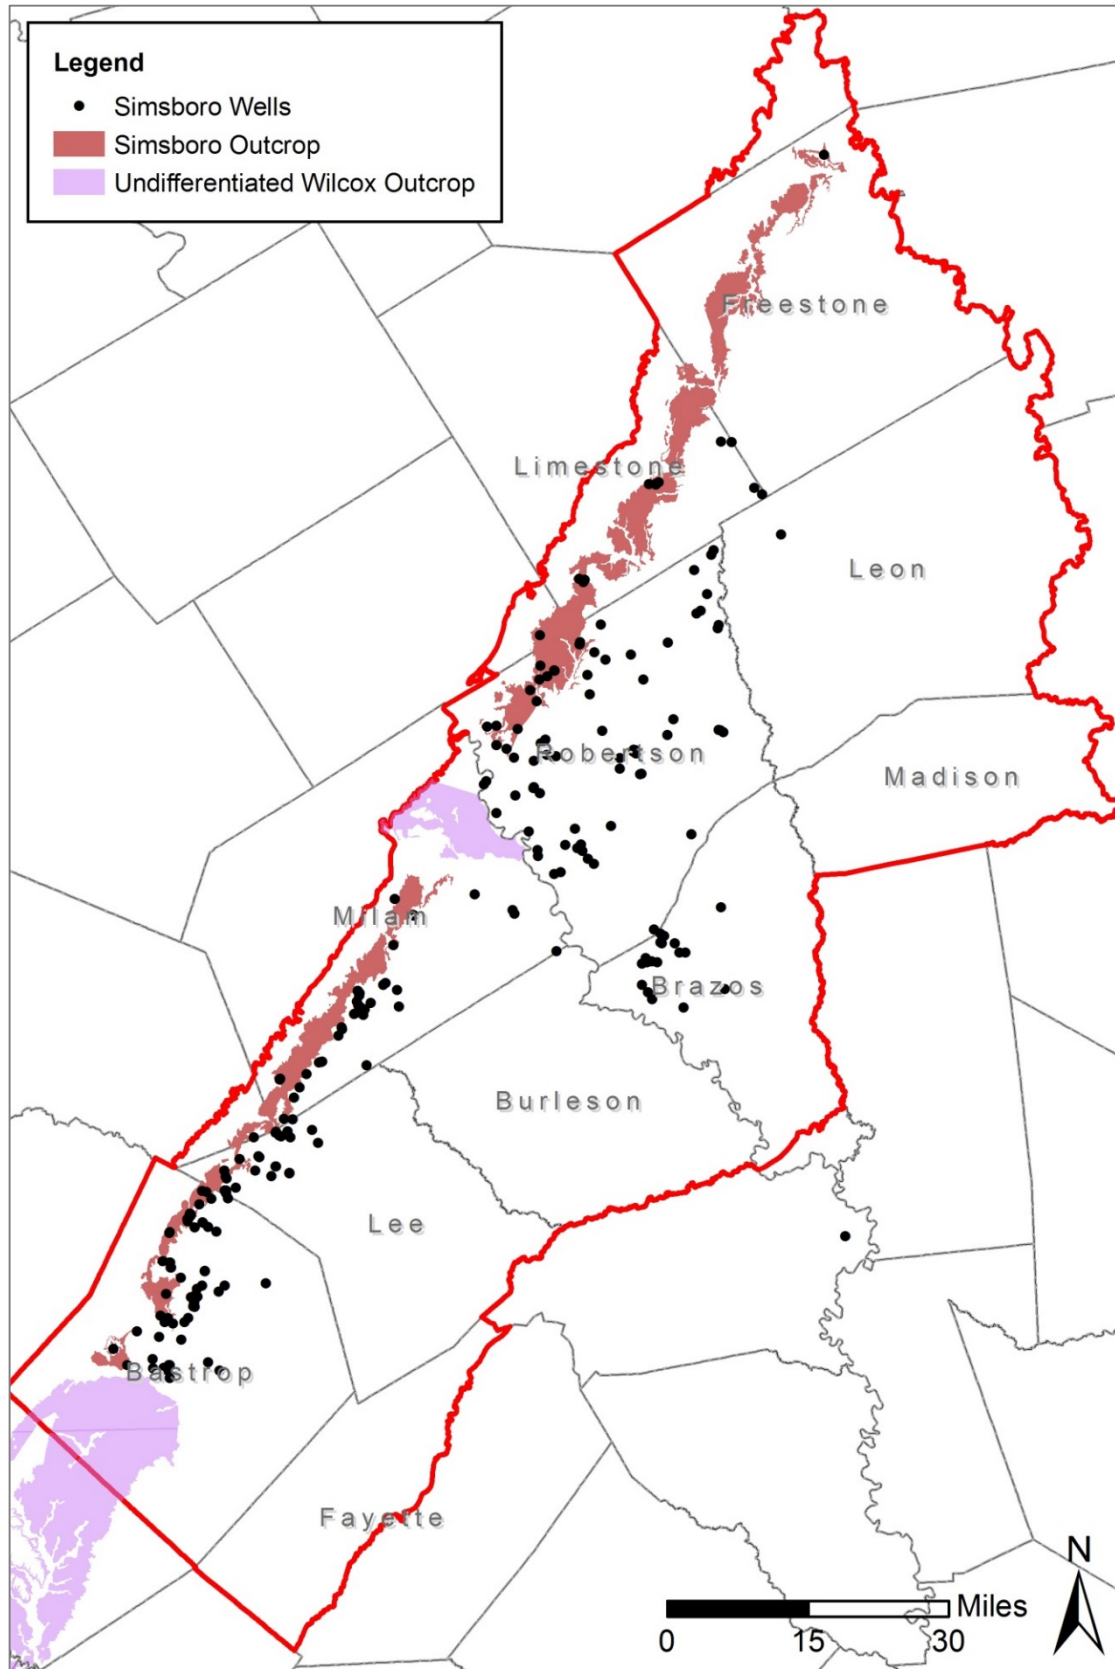 Legend
Simsboro Wells
Simsboro Outcrop
Undifferentiated Wilcox Outcrop
Freestone
Limestone
Leon
Robertson
Madison
Milam
Brazos
Burleson
Lee
Bastrop
Fayette
N
Miles
0 15 30